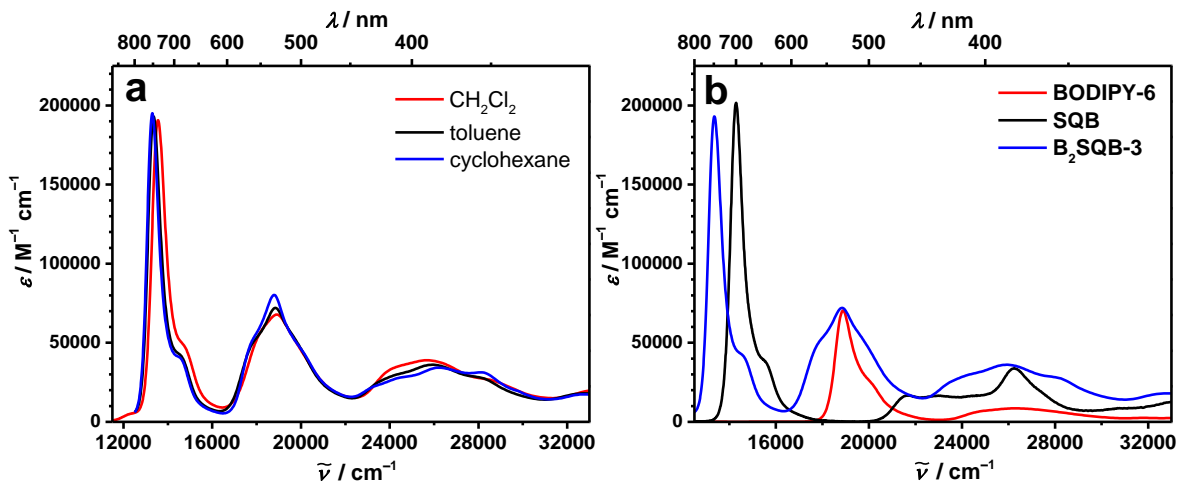 λ / nm
800 700 600 500 400
a
CH₂Cl₂
toluene
cyclohexane
200000
150000
100000
50000
0
ε / M⁻¹ cm⁻¹
12000 16000 20000 24000 28000 32000
ν̃ / cm⁻¹
λ / nm
800 700 600 500 400
b
BODIPY-6
SQB
B₂SQB-3
200000
150000
100000
50000
0
ε / M⁻¹ cm⁻¹
16000 20000 24000 28000 32000
ν̃ / cm⁻¹